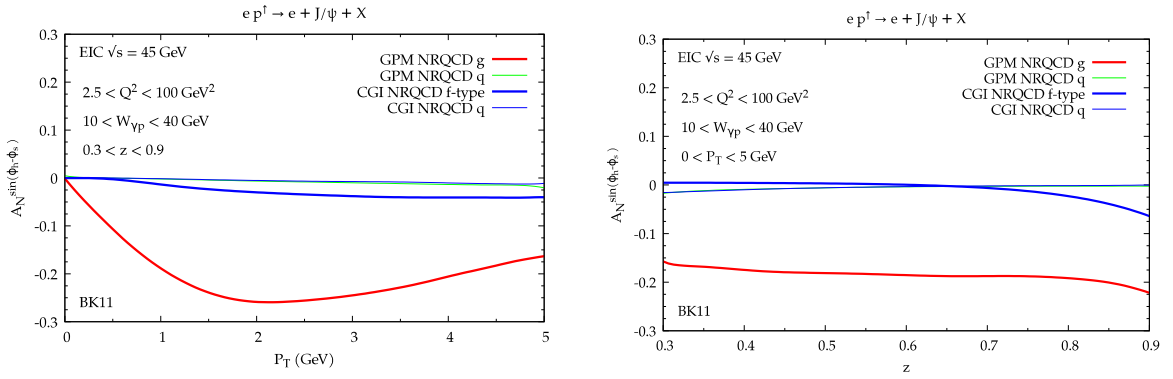 e p↑ → e + J/ψ + X
0.3
0.2
0.1
0
-0.1
-0.2
-0.3
A_N^sin(ϕ_h-ϕ_s)
EIC √s = 45 GeV
2.5 < Q² < 100 GeV²
10 < W_γp < 40 GeV
0.3 < z < 0.9
GPM NRQCD g
GPM NRQCD q
CGI NRQCD f-type
CGI NRQCD q
BK11
0 1 2 3 4 5
P_T (GeV)
e p↑ → e + J/ψ + X
0.3
0.2
0.1
0
-0.1
-0.2
-0.3
A_N^sin(ϕ_h-ϕ_s)
EIC √s = 45 GeV
2.5 < Q² < 100 GeV²
10 < W_γp < 40 GeV
0 < P_T < 5 GeV
GPM NRQCD g
GPM NRQCD q
CGI NRQCD f-type
CGI NRQCD q
BK11
0.3 0.4 0.5 0.6 0.7 0.8 0.9
z